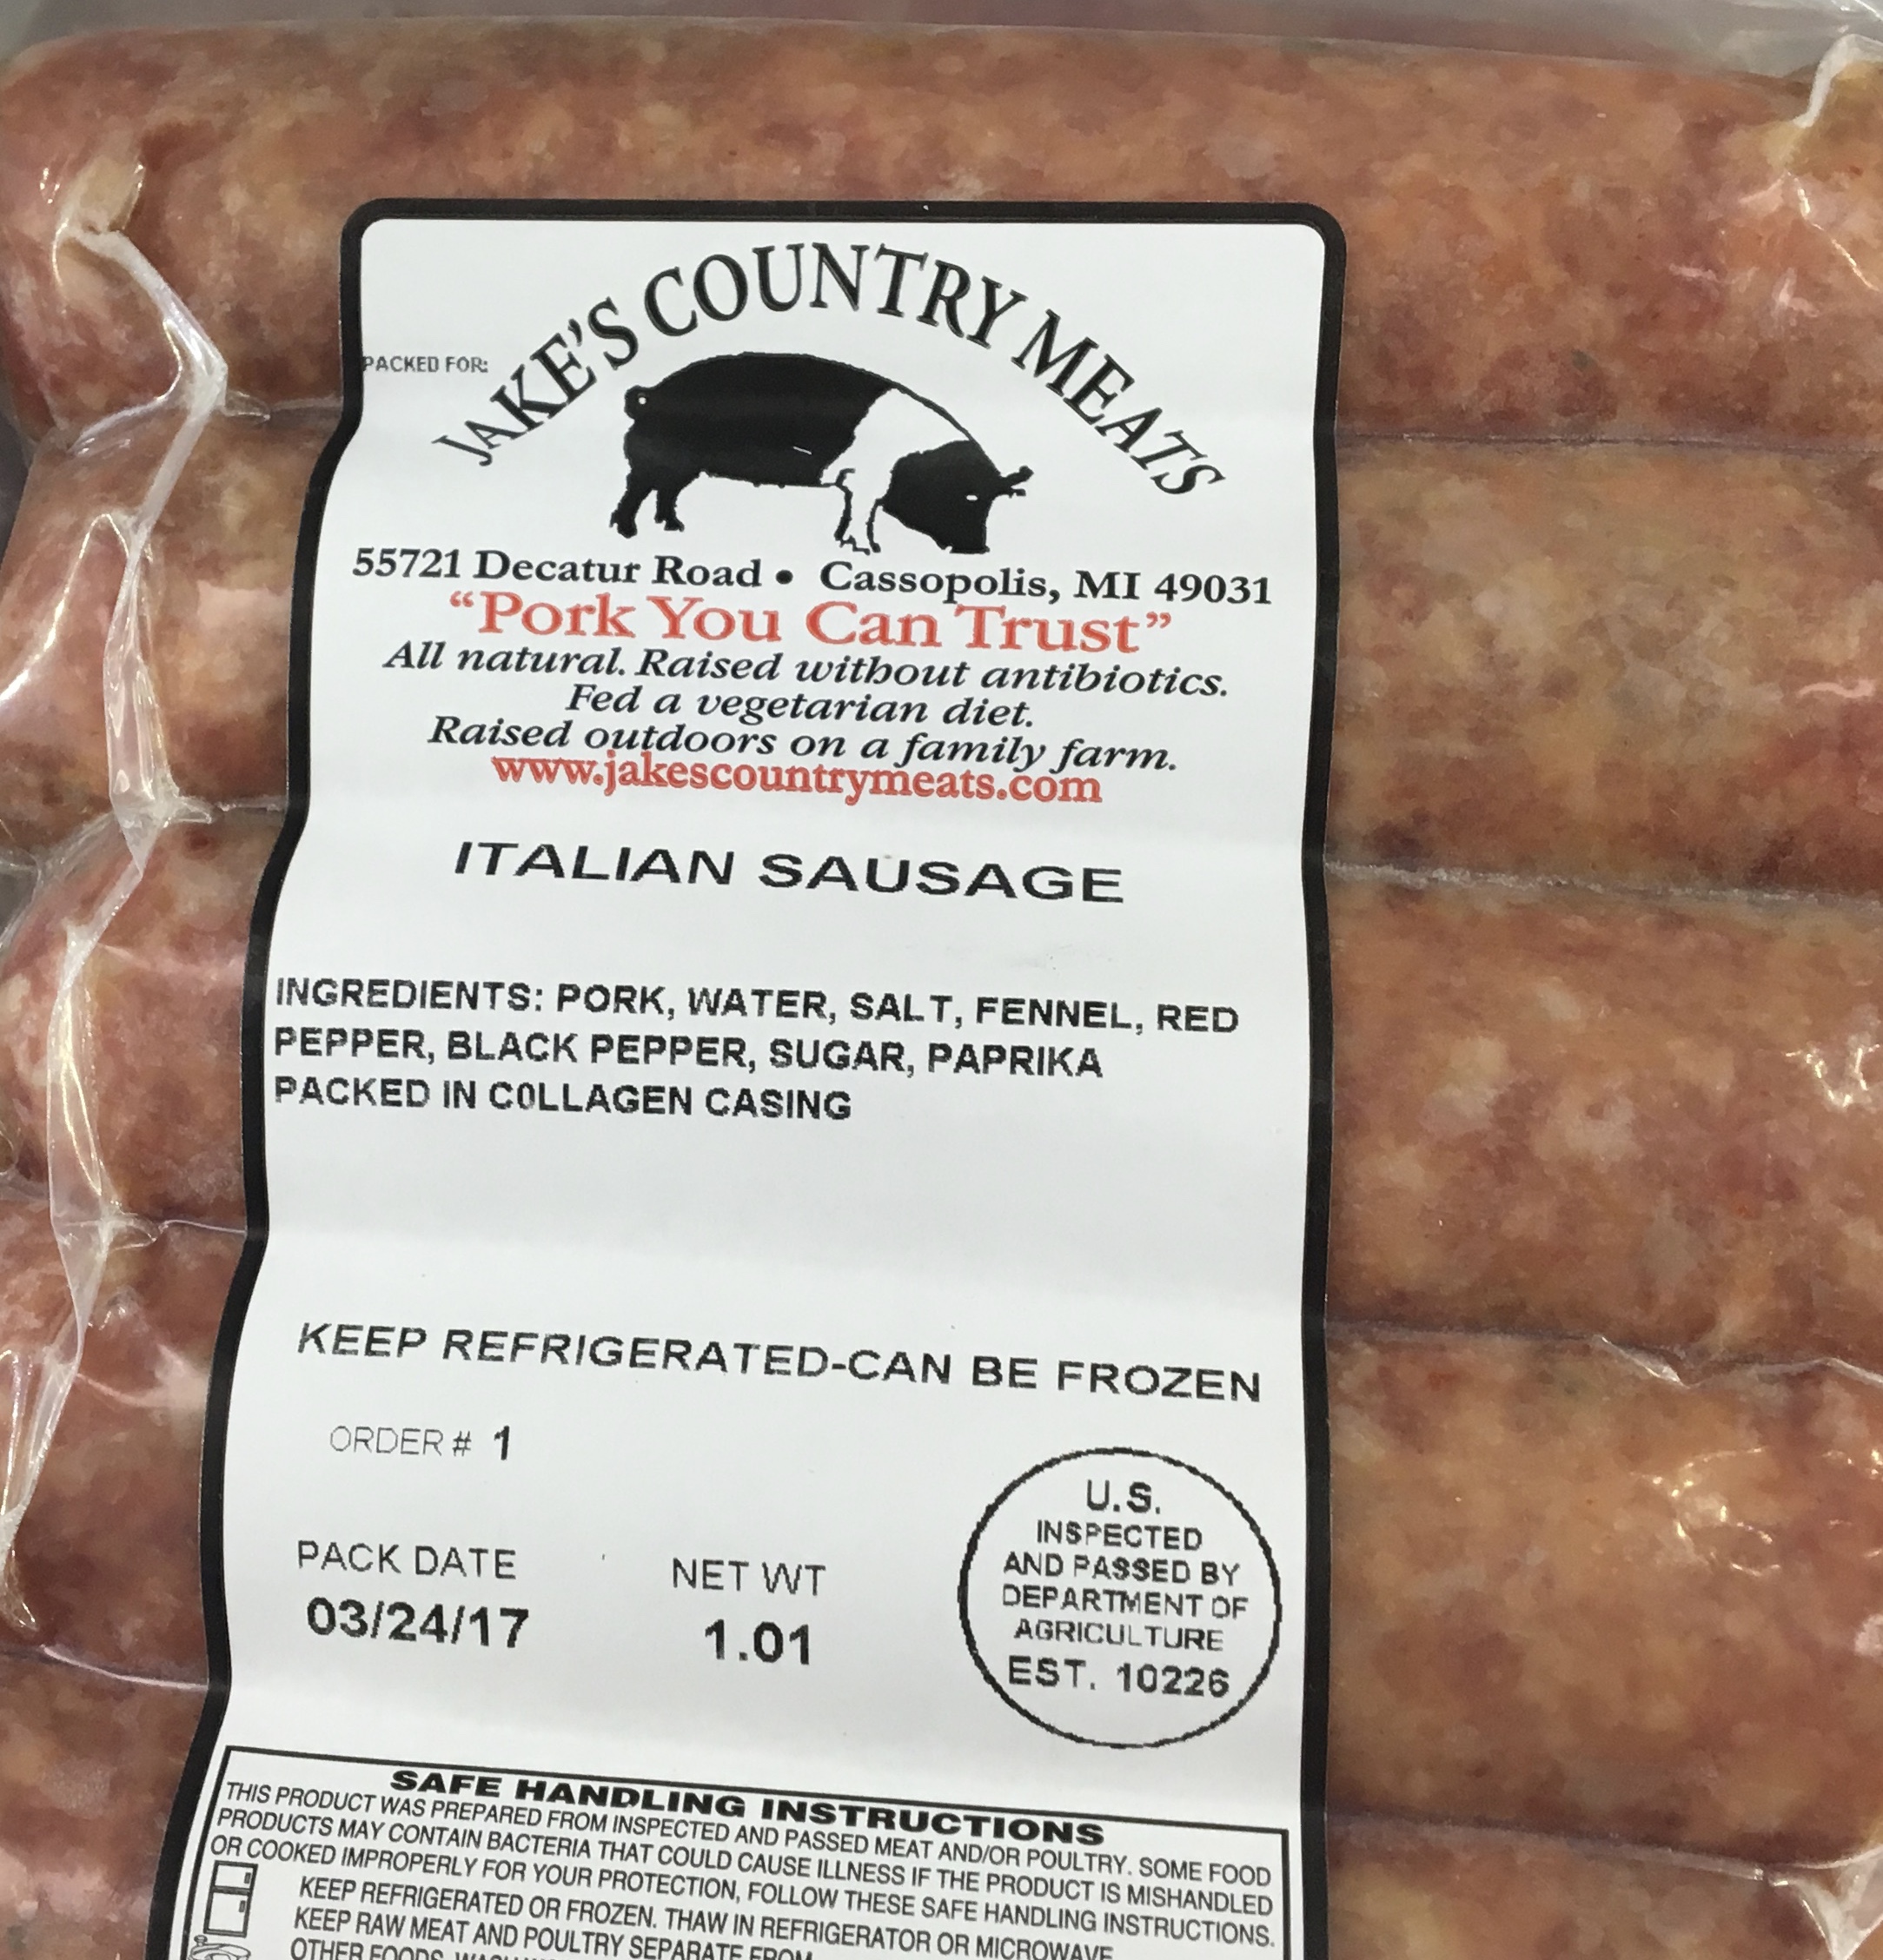 JAKE'S COUNTRY MEATS
PACKED FOR:
55721 Decatur Road • Cassopolis, MI 49031
"Pork You Can Trust"
All natural. Raised without antibiotics.
Fed a vegetarian diet.
Raised outdoors on a family farm.
www.jakescountrymeats.com
ITALIAN SAUSAGE
INGREDIENTS: PORK, WATER, SALT, FENNEL, RED
PEPPER, BLACK PEPPER, SUGAR, PAPRIKA
PACKED IN COLLAGEN CASING
KEEP REFRIGERATED-CAN BE FROZEN
ORDER # 1
PACK DATE
03/24/17
NET WT
1.01
U.S.
INSPECTED
AND PASSED BY
DEPARTMENT OF
AGRICULTURE
EST. 10226
SAFE HANDLING INSTRUCTIONS
THIS PRODUCT WAS PREPARED FROM INSPECTED AND PASSED MEAT AND/OR POULTRY. SOME FOOD
PRODUCTS MAY CONTAIN BACTERIA THAT COULD CAUSE ILLNESS IF THE PRODUCT IS MISHANDLED
OR COOKED IMPROPERLY FOR YOUR PROTECTION, FOLLOW THESE SAFE HANDLING INSTRUCTIONS.
KEEP REFRIGERATED OR FROZEN. THAW IN REFRIGERATOR OR MICROWAVE.
KEEP RAW MEAT AND POULTRY SEPARATE FROM
OTHER FOODS.